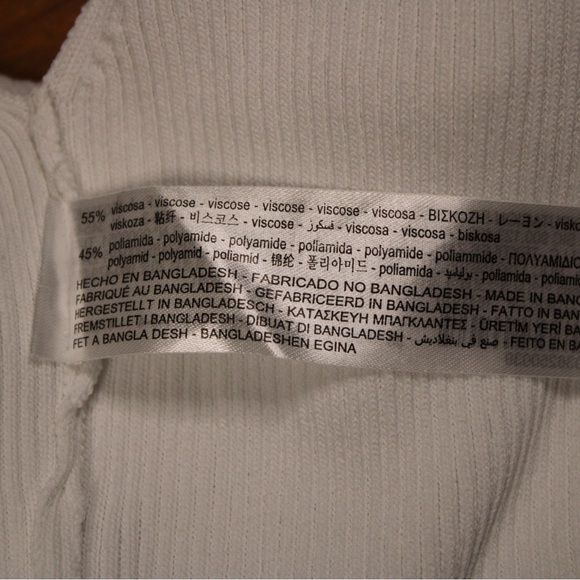 55% viscosa - viscose - viscose - viscose - viscose - viscosa - ΒΙΣΚΟΖΗ - レーヨン -
viskoza - 粘纤 - 비스코스 - viscose - فسكوز - viscosa - viscosa - biskosa
45% poliamida - polyamide - polyamide - poliamida - polyamide - poliammide - ΠΟΛΥΑΜΙΔΙΟ
polyamid - polyamid - poliamid - 锦纶 - 폴리아미드 - poliamida - بوليأميد - poliamida -
HECHO EN BANGLADESH - FABRICADO NO BANGLADESH - MADE IN
FABRIQUÉ AU BANGLADESH - GEFABRICEERD IN BANGLADESH - FATTO IN
HERGESTELLT IN BANGLADESCH - ΚΑΤΑΣΚΕΥΗ ΜΠΑΓΚΛΑΝΤΕΣ - ÜRETİM YERİ
FREMSTILLET I BANGLADESH - DIBUAT DI BANGLADESH - صنع في بنغلاديش - FEITO EN
FET A BANGLA DESH - BANGLADESHEN EGINA